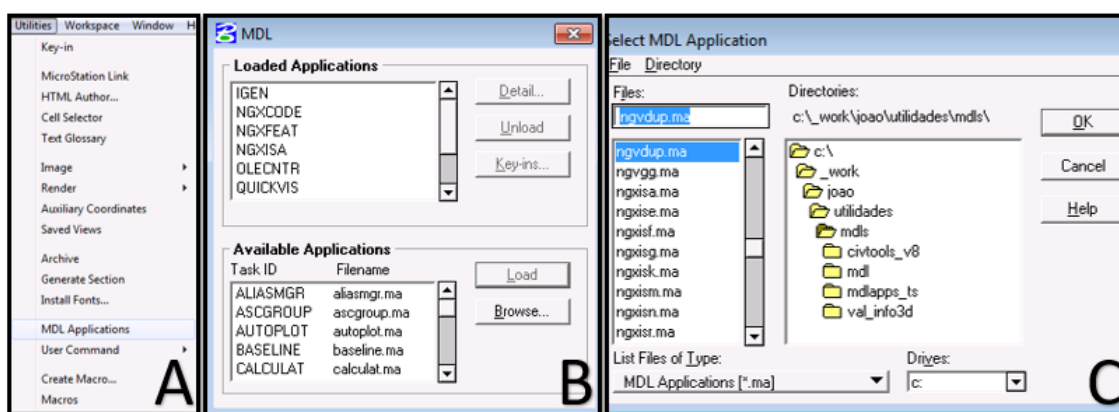 Utilities Workspace Window H
Key-in
MicroStation Link
HTML Author...
Cell Selector
Text Glossary
Image
Render
Auxiliary Coordinates
Saved Views
Archive
Generate Section
Install Fonts...
MDL Applications
User Command
Create Macro...
Macros
A
MDL
Loaded Applications
IGEN
NGXCODE
NGXFEAT
NGXISA
OLECNTR
QUICKVIS
Detail...
Unload
Key-ins...
Available Applications
Task ID Filename
ALIASMGR aliasmgr.ma
ASCGROUP ascgroup.ma
AUTOPLOT autoplot.ma
BASELINE baseline.ma
CALCULAT calculat.ma
Load
Browse...
B
Select MDL Application
File Directory
Files:
ngvdup.ma
ngvdup.ma
ngvgg.ma
ngxisa.ma
ngxise.ma
ngxisf.ma
ngxisg.ma
ngxisk.ma
ngxism.ma
ngxisn.ma
ngxisr.ma
Directories:
c:\_work\joao\utilidades\mdls\
c:\
_work
joao
utilidades
mdls
civtools_v8
mdl
mdlapps_ts
val_info3d
OK
Cancel
Help
List Files of Type:
MDL Applications [*.ma]
Drives:
c:
C